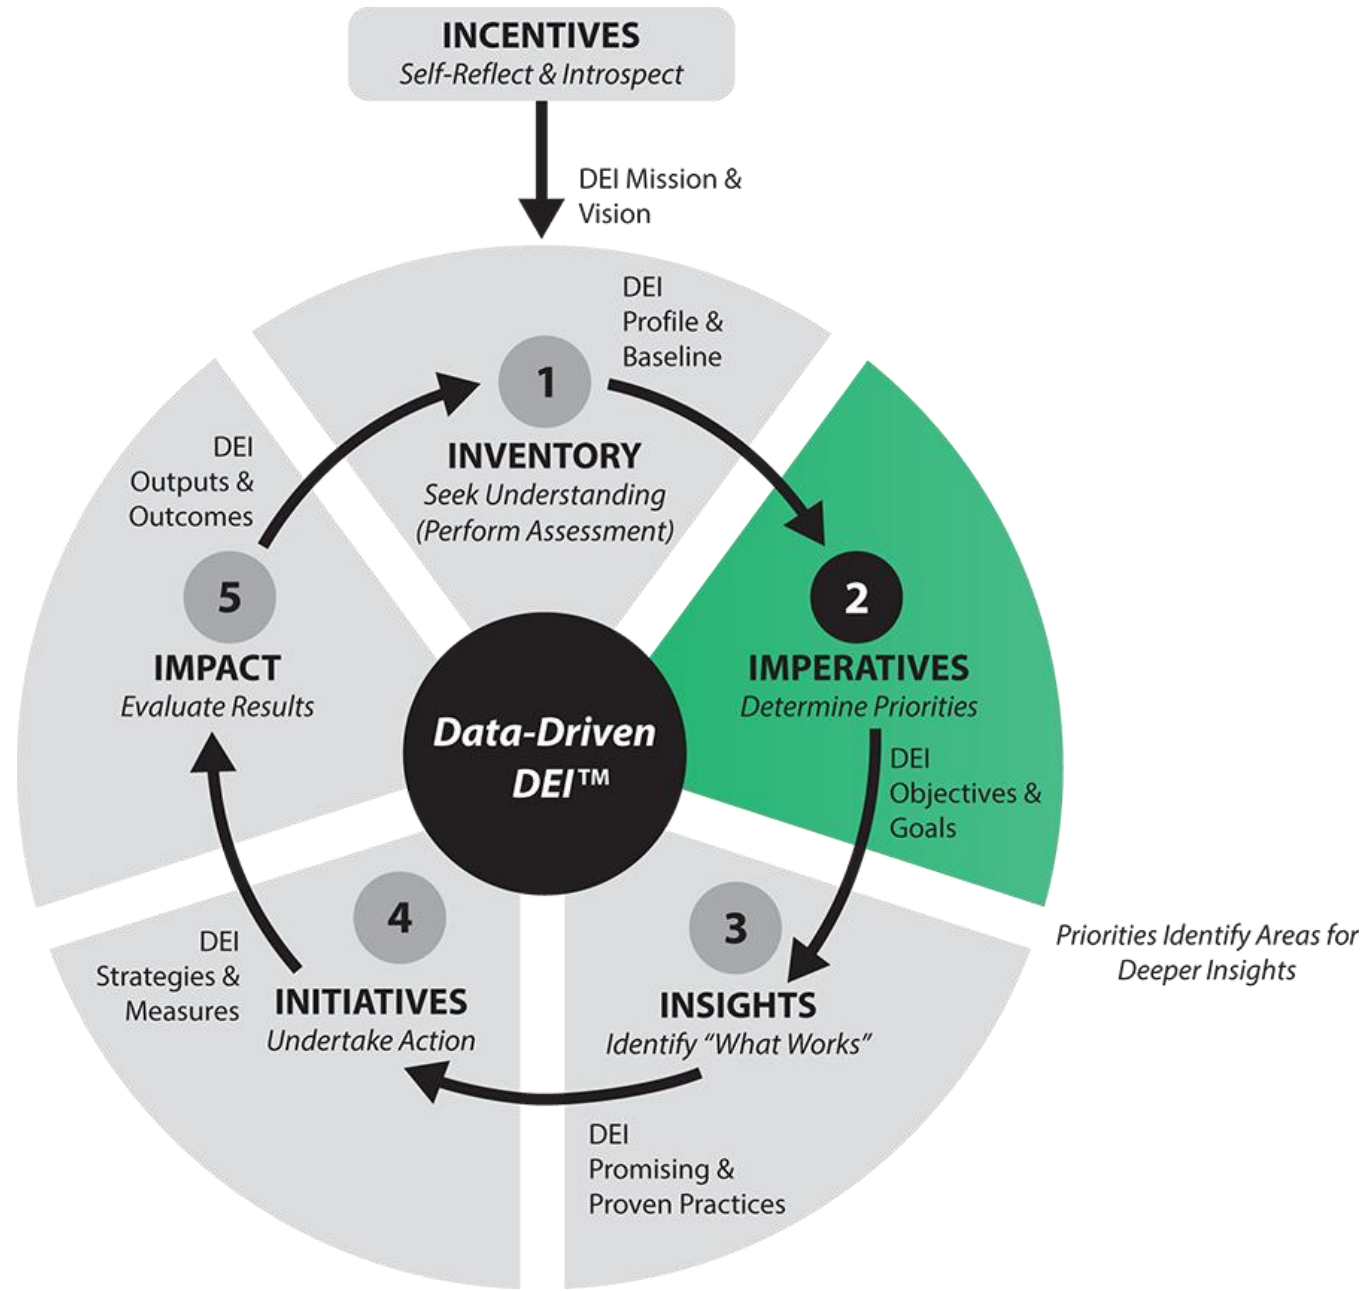 INCENTIVES
Self-Reflect & Introspect
DEI Mission &
Vision
DEI
Profile &
Baseline
1
INVENTORY
Seek Understanding
(Perform Assessment)
2
IMPERATIVES
Determine Priorities
DEI
Objectives &
Goals
Priorities Identify Areas for
Deeper Insights
3
INSIGHTS
Identify “What Works”
DEI
Promising &
Proven Practices
4
INITIATIVES
Undertake Action
DEI
Strategies &
Measures
5
IMPACT
Evaluate Results
DEI
Outputs &
Outcomes
Data-Driven
DEI™